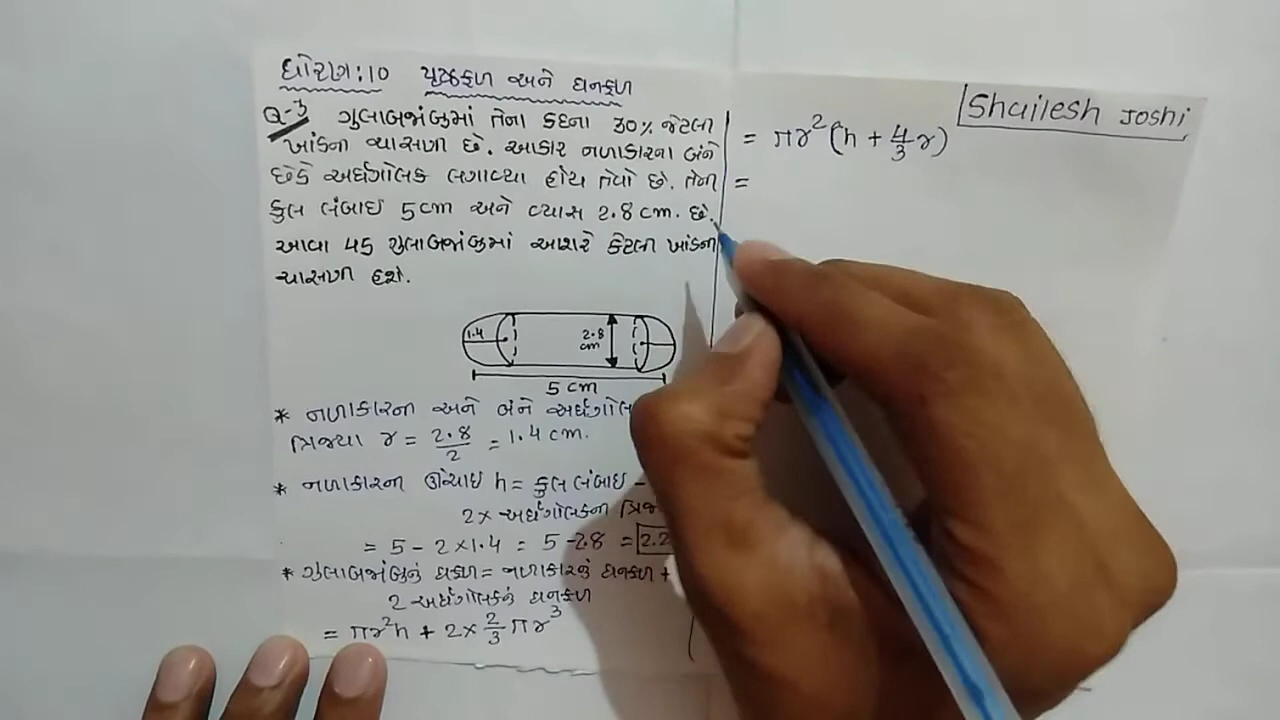 ધોરણ:10 પૃષ્ઠફળ અને ઘનફળ
Q-3 ગુલાબજાંબુમાં તેના કદના 30% જેટલી
ખાંડની ચાસણી છે. આકાર નળાકારના બંને
છેડે અર્ધગોલક લગાવ્યા હોય તેવો છે. તેની
કુલ લંબાઇ 5cm અને વ્યાસ 2.8 cm. છે.
આવા 45 ગુલાબજાંબુમાં આશરે કેટલી ખાંડની
ચાસણી હશે.
1.4
2.8
cm
5 cm
* નળાકારની અને બંને
ત્રિજ્યા r = 2.8/2 = 1.4 cm.
* નળાકારની ઊંચાઇ h = કુલ લંબાઇ -
2 x અર્ધગોલકની
= 5 - 2 x 1.4 = 5 - 2.8 = 2.2
* ગુલાબજાંબુનું ઘનફળ = નળાકારનું ઘનફળ +
2 અર્ધગોલકનું ઘનફળ
= πr²h + 2 x 2/3 πr³
Shailesh Joshi
= πr²(h + 4/3 r)
=